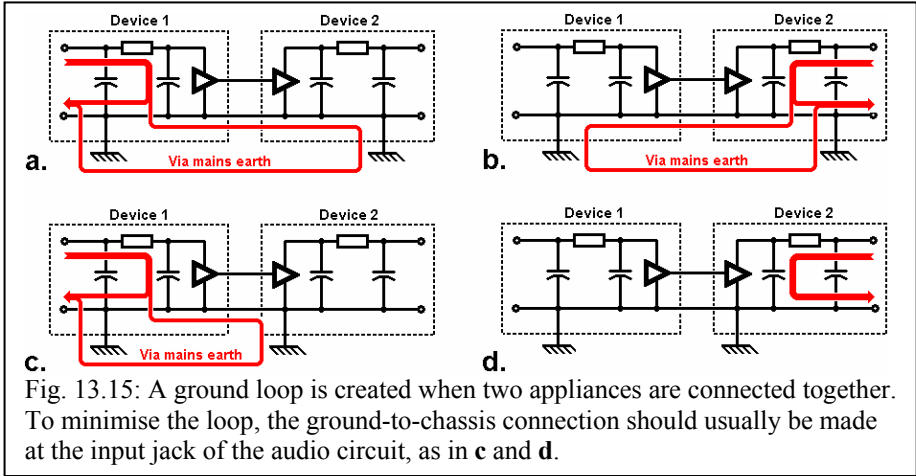 Device 1 Device 2
Via mains earth
a.
Device 1 Device 2
Via mains earth
b.
Device 1 Device 2
Via mains earth
c.
Device 1 Device 2
d.
Fig. 13.15: A ground loop is created when two appliances are connected together.
To minimise the loop, the ground-to-chassis connection should usually be made
at the input jack of the audio circuit, as in c and d.